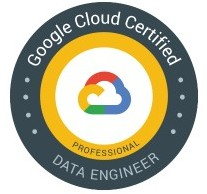 Google Cloud Certified
PROFESSIONAL
DATA ENGINEER